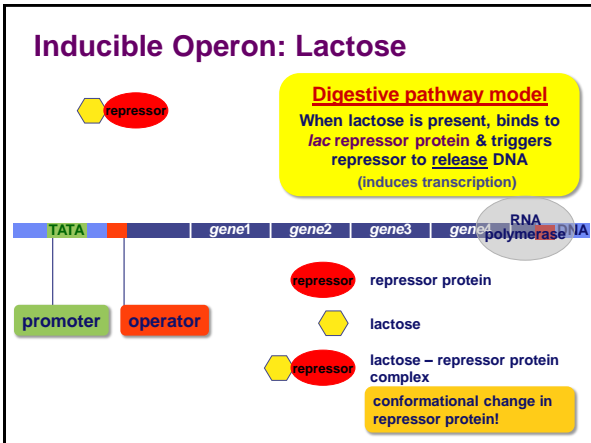 Inducible Operon: Lactose
repressor
Digestive pathway model
When lactose is present, binds to
lac repressor protein & triggers
repressor to release DNA
(induces transcription)
TATA
gene1
gene2
gene3
gene4
RNA
polymerase
DNA
promoter
operator
repressor
repressor protein
lactose
repressor
lactose – repressor protein
complex
conformational change in
repressor protein!